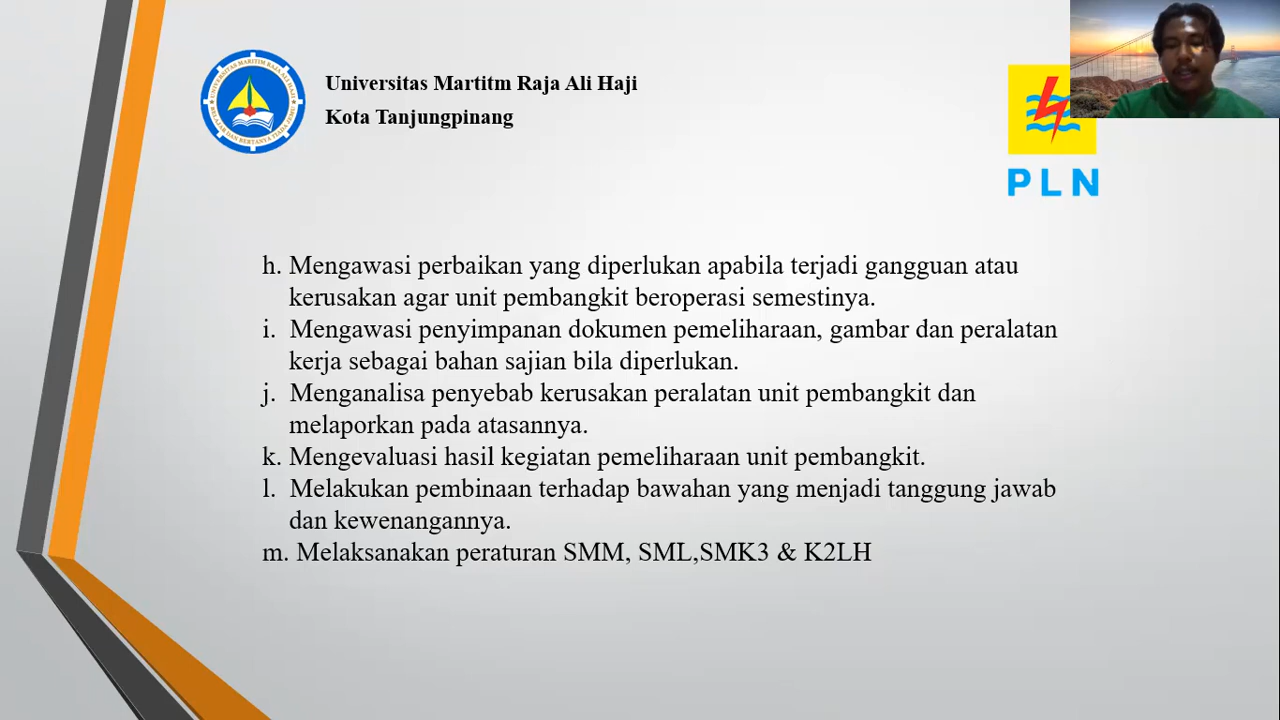 Universitas Martitm Raja Ali Haji
Kota Tanjungpinang
PLN
h. Mengawasi perbaikan yang diperlukan apabila terjadi gangguan atau
kerusakan agar unit pembangkit beroperasi semestinya.
i. Mengawasi penyimpanan dokumen pemeliharaan, gambar dan peralatan
kerja sebagai bahan sajian bila diperlukan.
j. Menganalisa penyebab kerusakan peralatan unit pembangkit dan
melaporkan pada atasannya.
k. Mengevaluasi hasil kegiatan pemeliharaan unit pembangkit.
l. Melakukan pembinaan terhadap bawahan yang menjadi tanggung jawab
dan kewenangannya.
m. Melaksanakan peraturan SMM, SML,SMK3 & K2LH